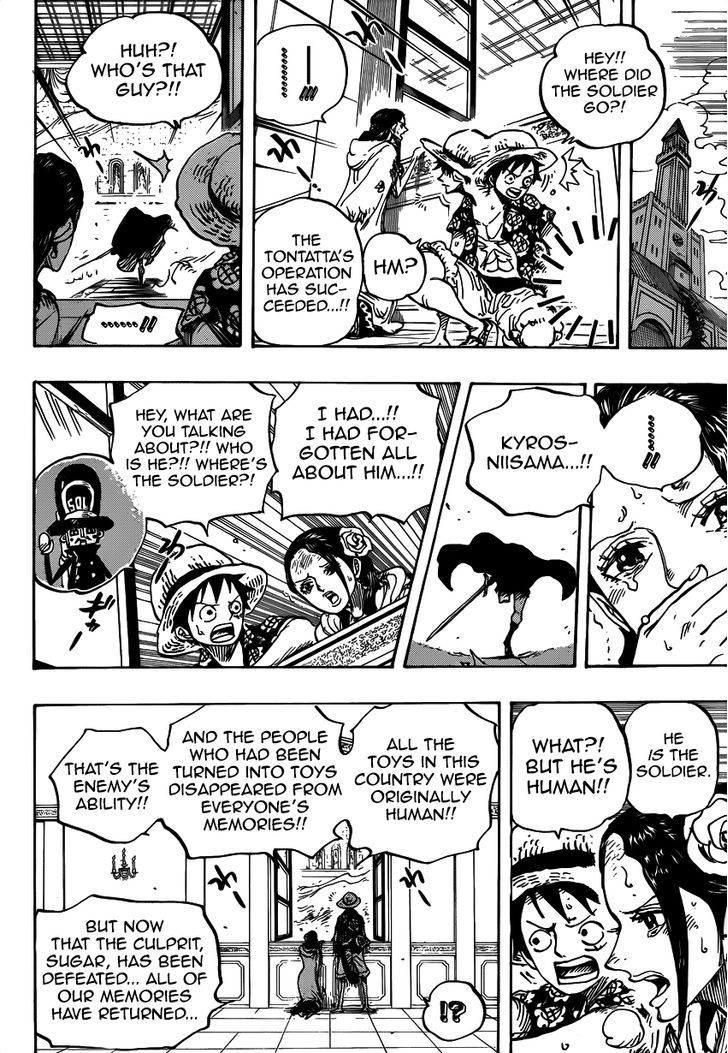 HEY!!
WHERE DID
THE SOLDIER
GO?!
........!!!
HM?
THE
TONTATTA'S
OPERATION
HAS SUC-
CEEDED...!!
HUH?!
WHO'S THAT
GUY?!!
........!!
........!!
KYROS-
NIISAMA...!!
I HAD...!!
I HAD FOR-
GOTTEN ALL
ABOUT HIM...!!
HEY, WHAT ARE
YOU TALKING
ABOUT?!! WHO
IS HE?!! WHERE'S
THE SOLDIER?!
SOL
HE
IS THE
SOLDIER.
WHAT?!
BUT HE'S
HUMAN!!
ALL THE
TOYS IN THIS
COUNTRY WERE
ORIGINALLY
HUMAN!!
AND THE PEOPLE
WHO HAD BEEN
TURNED INTO TOYS
DISAPPEARED FROM
EVERYONE'S
MEMORIES!!
THAT'S THE
ENEMY'S
ABILITY!!
!?
BUT NOW
THAT THE CULPRIT,
SUGAR, HAS BEEN
DEFEATED... ALL OF
OUR MEMORIES
HAVE RETURNED...